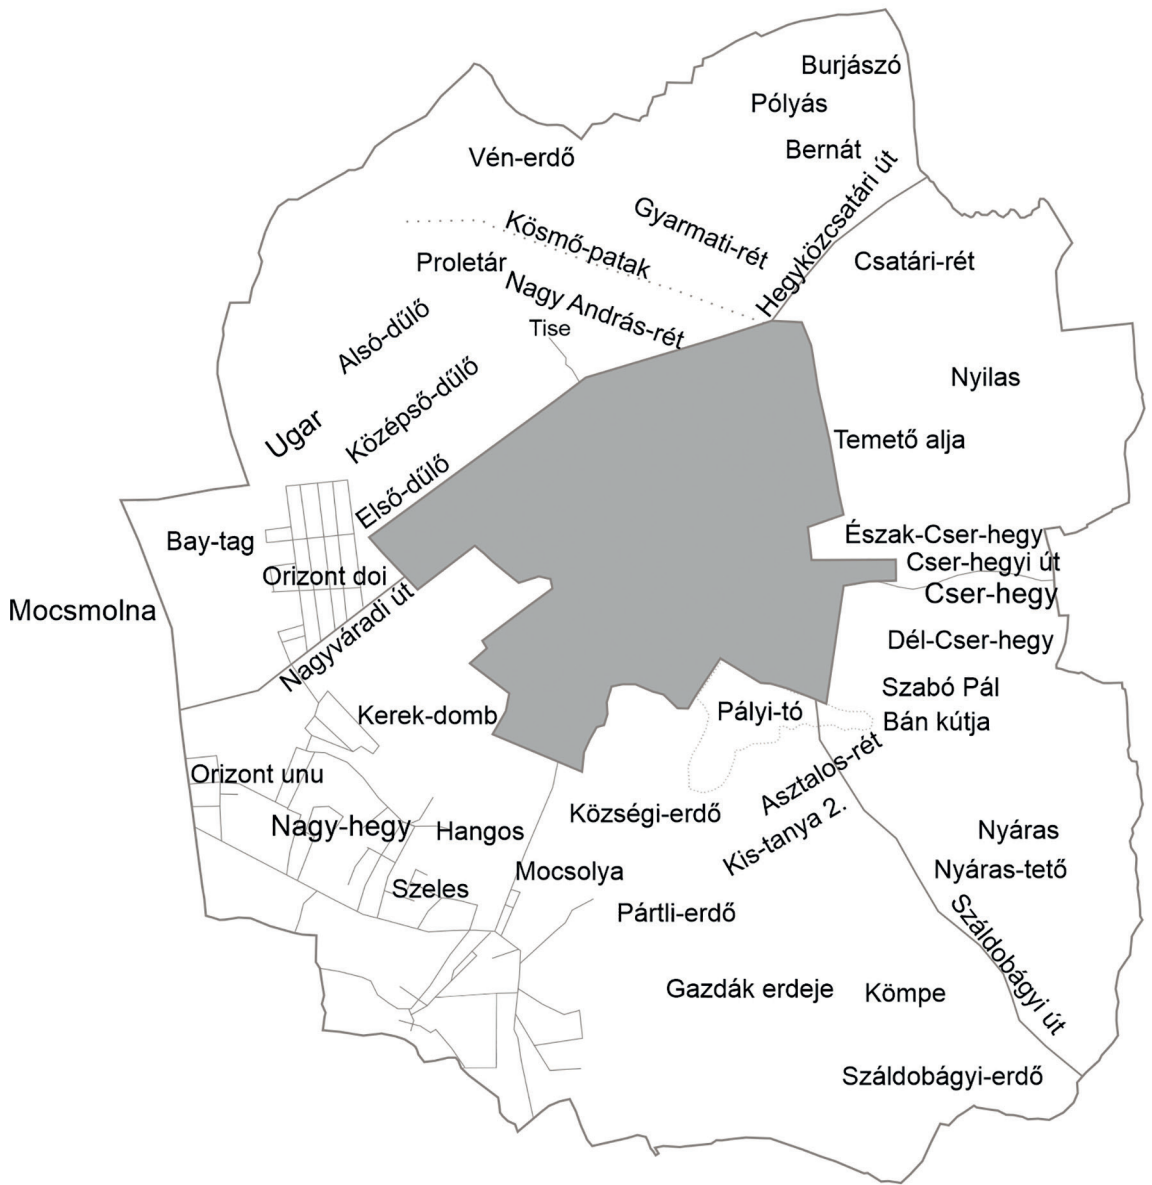 Burjászó
Pólyás
Bernát
Vén-erdő
Hegyközcsatári út
Gyarmati-rét
Kösmő-patak
Csatári-rét
Proletár
Nagy András-rét
Tise
Alsó-dűlő
Nyilas
Középső-dűlő
Ugar
Temető alja
Első-dűlő
Bay-tag
Észak-Cser-hegy
Cser-hegyi út
Orizont doi
Cser-hegy
Mocsmolna
Nagyváradi út
Dél-Cser-hegy
Szabó Pál
Pályi-tó
Kerek-domb
Bán kútja
Asztalos-rét
Orizont unu
Községi-erdő
Nagy-hegy
Hangos
Kis-tanya 2.
Nyáras
Mocsolya
Nyáras-tető
Szeles
Pártli-erdő
Száldobágyi út
Gazdák erdeje
Kömpe
Száldobágyi-erdő